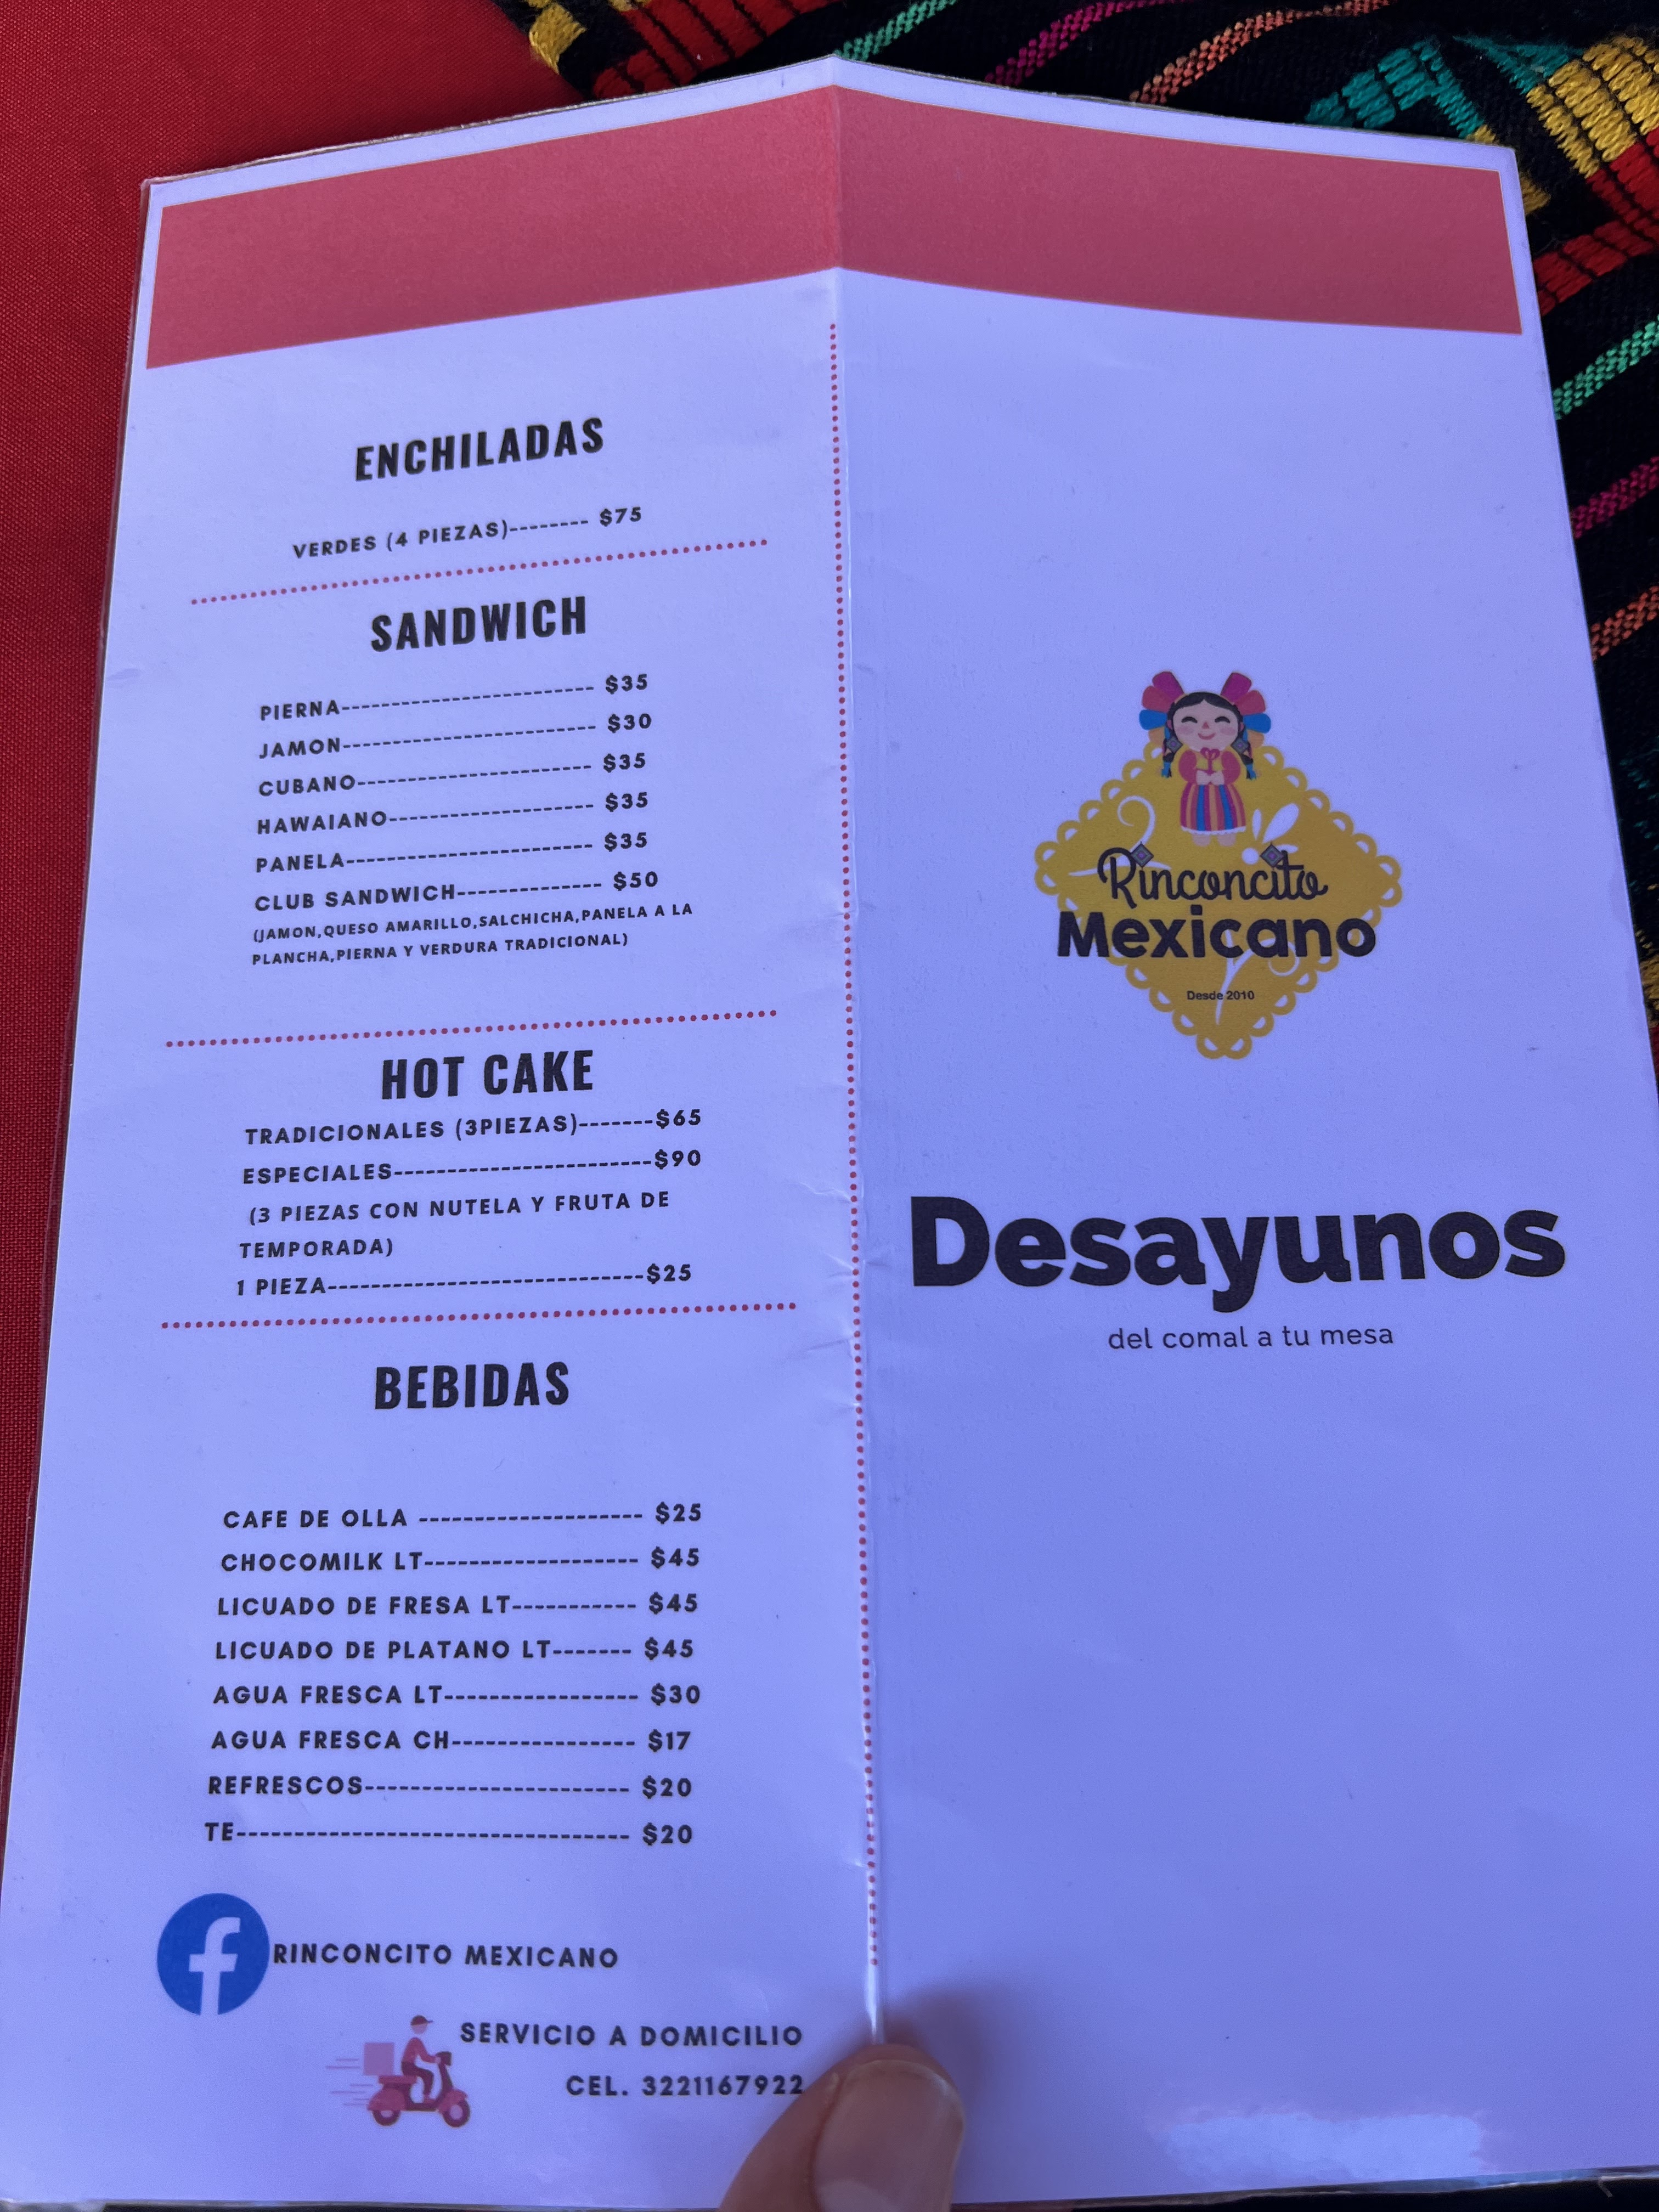 ENCHILADAS
VERDES (4 PIEZAS)-------- $75
SANDWICH
PIERNA------------------------- $35
JAMON------------------------- $30
CUBANO----------------------- $35
HAWAIANO-------------------- $35
PANELA------------------------ $35
CLUB SANDWICH-------------- $50
(JAMON,QUESO AMARILLO,SALCHICHA,PANELA A LA
PLANCHA,PIERNA Y VERDURA TRADICIONAL)
HOT CAKE
TRADICIONALES (3PIEZAS)-------$65
ESPECIALES-------------------------$90
(3 PIEZAS CON NUTELA Y FRUTA DE
TEMPORADA)
1 PIEZA------------------------------$25
BEBIDAS
CAFE DE OLLA -------------------- $25
CHOCOMILK LT------------------- $45
LICUADO DE FRESA LT----------- $45
LICUADO DE PLATANO LT------- $45
AGUA FRESCA LT----------------- $30
AGUA FRESCA CH---------------- $17
REFRESCOS----------------------- $20
TE---------------------------------- $20
f RINCONCITO MEXICANO
SERVICIO A DOMICILIO
CEL. 3221167922
Rinconcito
Mexicano
Desde 2010
Desayunos
del comal a tu mesa